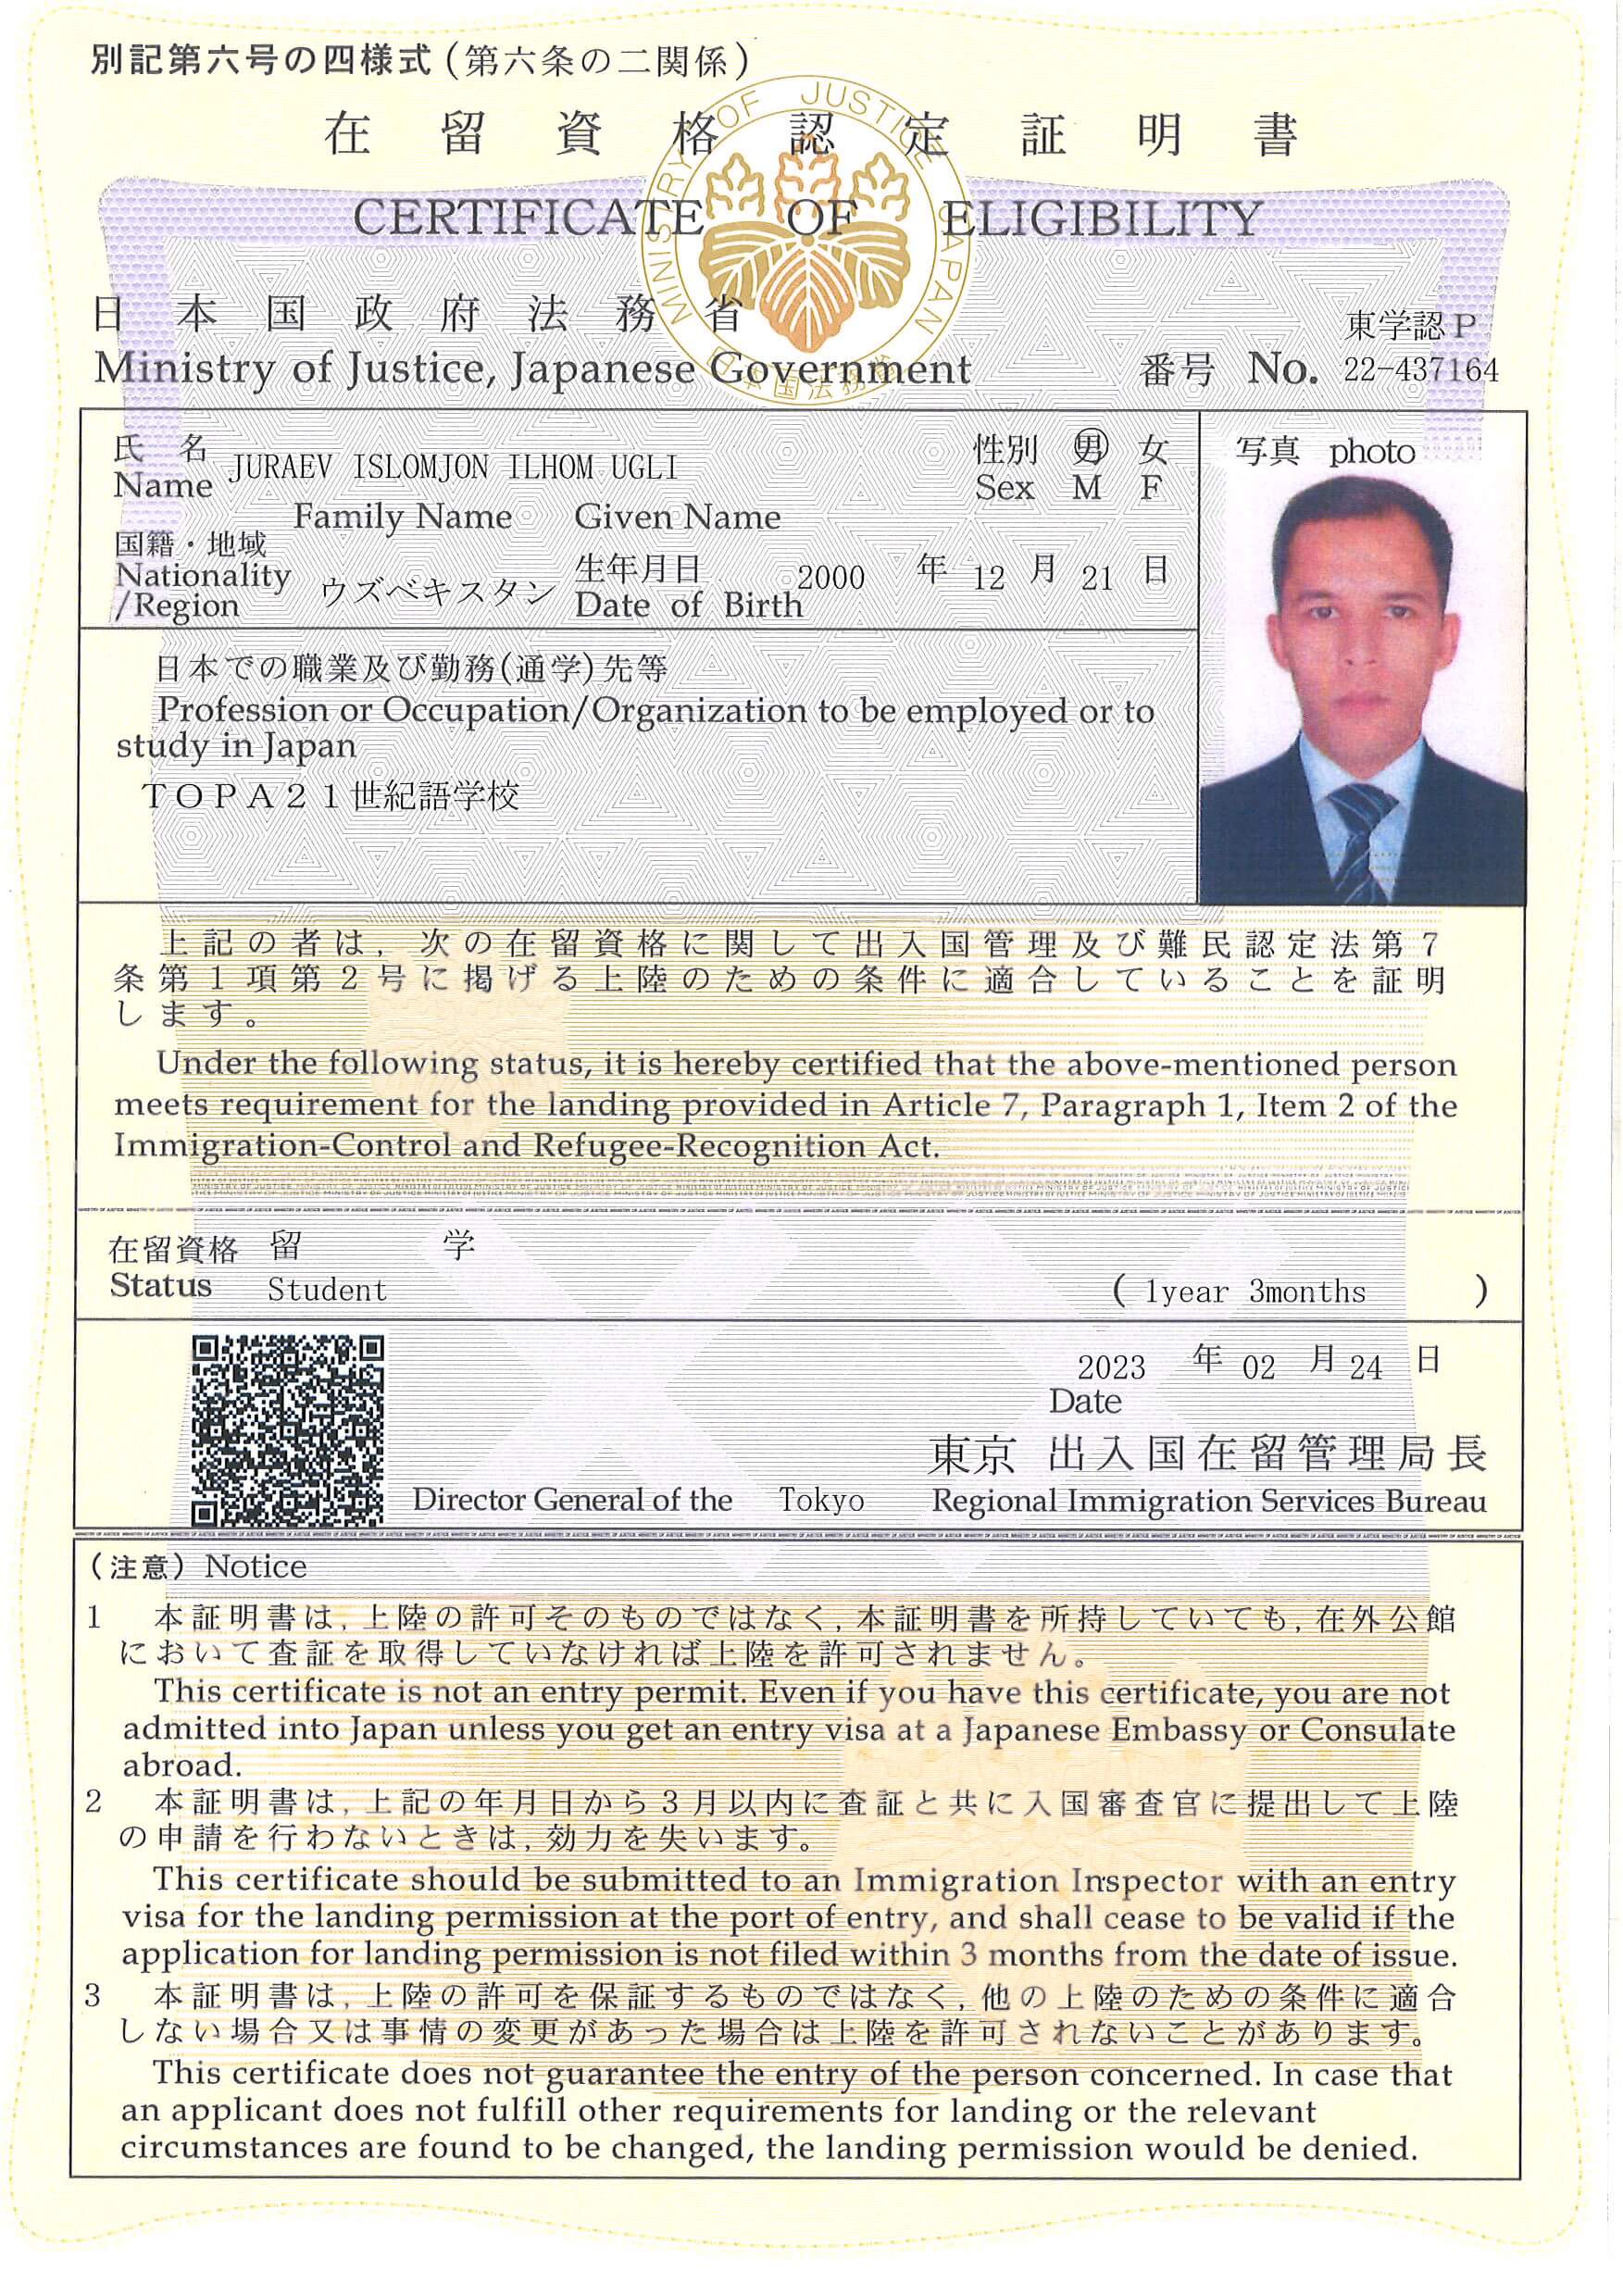 別記第六号の四様式(第六条の二関係)
在留資格認定証明書
CERTIFICATE OF ELIGIBILITY
MINISTRY OF JUSTICE JAPAN
日本国法務省
日本国政府法務省
東学認P
Ministry of Justice, Japanese Government 番号 No. 22-437164
氏 名 性別 男 女 写真 photo
Name JURAEV ISLOMJON ILHOM UGLI Sex M F
Family Name Given Name
国籍・地域 生年月日 2000 年 12 月 21 日
Nationality ウズベキスタン Date of Birth
/Region
日本での職業及び勤務(通学)先等
Profession or Occupation/Organization to be employed or to
study in Japan
TOPA21世紀語学校
上記の者は,次の在留資格に関して出入国管理及び難民認定法第7
条第1項第2号に掲げる上陸のための条件に適合していることを証明
します。
Under the following status, it is hereby certified that the above-mentioned person
meets requirement for the landing provided in Article 7, Paragraph 1, Item 2 of the
Immigration-Control and Refugee-Recognition Act.
在留資格 留 学
Status Student ( 1year 3months )
2023 年 02 月 24 日
Date
東京 出入国在留管理局長
Director General of the Tokyo Regional Immigration Services Bureau
(注意) Notice
1 本証明書は,上陸の許可そのものではなく,本証明書を所持していても,在外公館
において査証を取得していなければ上陸を許可されません。
This certificate is not an entry permit. Even if you have this certificate, you are not
admitted into Japan unless you get an entry visa at a Japanese Embassy or Consulate
abroad.
2 本証明書は,上記の年月日から3月以内に査証と共に入国審査官に提出して上陸
の申請を行わないときは,効力を失います。
This certificate should be submitted to an Immigration Inspector with an entry
visa for the landing permission at the port of entry, and shall cease to be valid if the
application for landing permission is not filed within 3 months from the date of issue.
3 本証明書は,上陸の許可を保証するものではなく,他の上陸のための条件に適合
しない場合又は事情の変更があった場合は上陸を許可されないことがあります。
This certificate does not guarantee the entry of the person concerned. In case that
an applicant does not fulfill other requirements for landing or the relevant
circumstances are found to be changed, the landing permission would be denied.